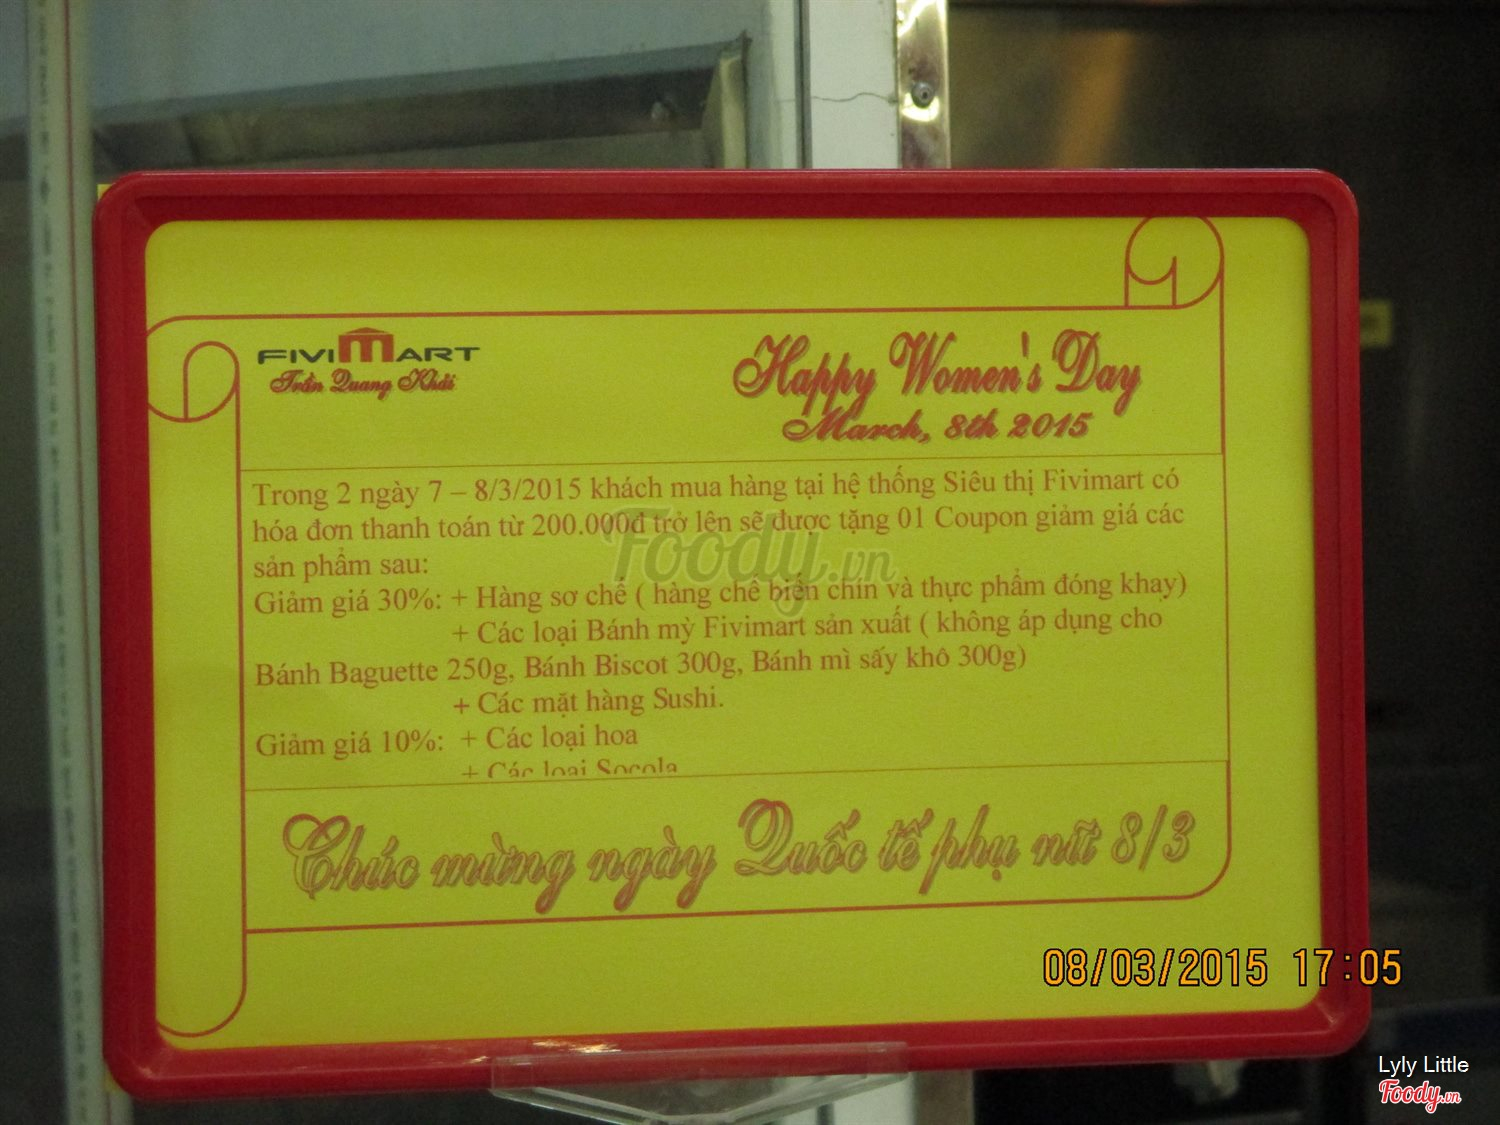 FIVIMART
Trần Quang Khải
Happy Women's Day
March, 8th 2015
Trong 2 ngày 7 – 8/3/2015 khách mua hàng tại hệ thống Siêu thị Fivimart có
hóa đơn thanh toán từ 200.000đ trở lên sẽ được tặng 01 Coupon giảm giá các
sản phẩm sau:
Giảm giá 30%: + Hàng sơ chế ( hàng chế biến chín và thực phẩm đóng khay)
+ Các loại Bánh mỳ Fivimart sản xuất ( không áp dụng cho
Bánh Baguette 250g, Bánh Biscot 300g, Bánh mì sấy khô 300g)
+ Các mặt hàng Sushi.
Giảm giá 10%: + Các loại hoa
+ Các loại Socola
Chúc mừng ngày Quốc tế phụ nữ 8/3
Foody.vn
08/03/2015 17:05
Lyly Little
Foody.vn